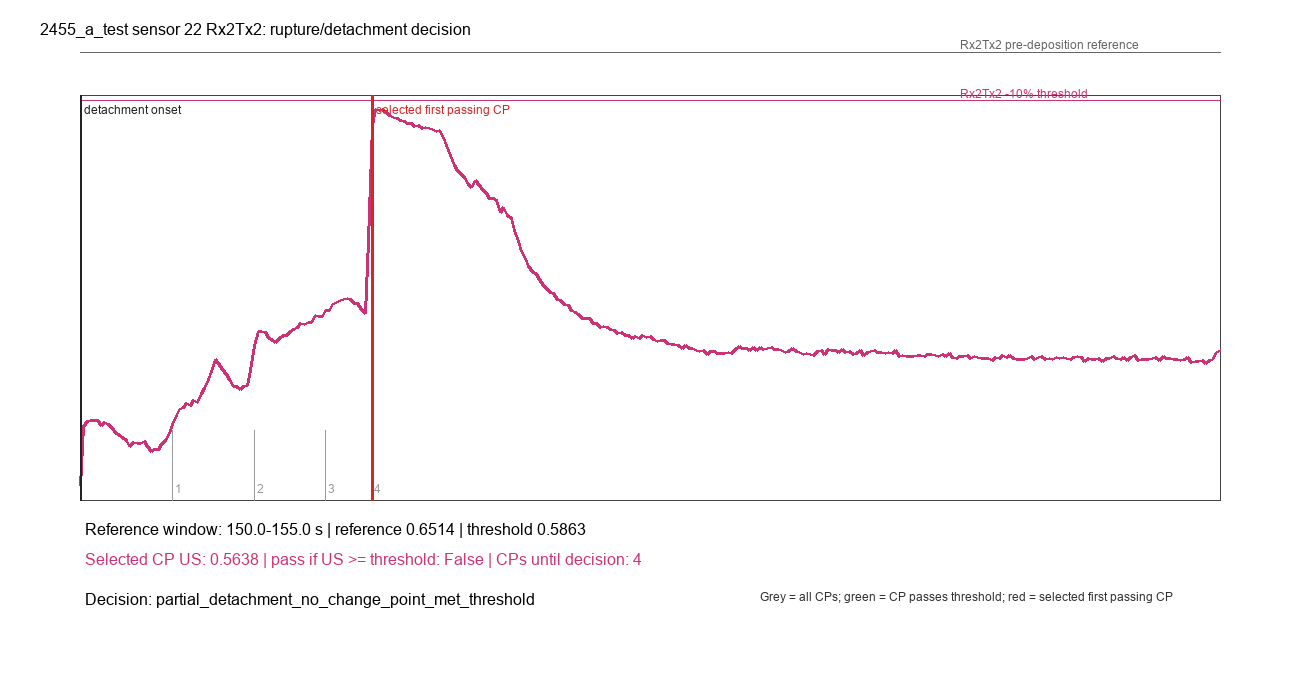 2455_a_test sensor 22 Rx2Tx2: rupture/detachment decision
Rx2Tx2 pre-deposition reference
Rx2Tx2 -10% threshold
detachment onset
selected first passing CP
1
2
3
4
Reference window: 150.0-155.0 s | reference 0.6514 | threshold 0.5863
Selected CP US: 0.5638 | pass if US >= threshold: False | CPs until decision: 4
Decision: partial_detachment_no_change_point_met_threshold
Grey = all CPs; green = CP passes threshold; red = selected first passing CP